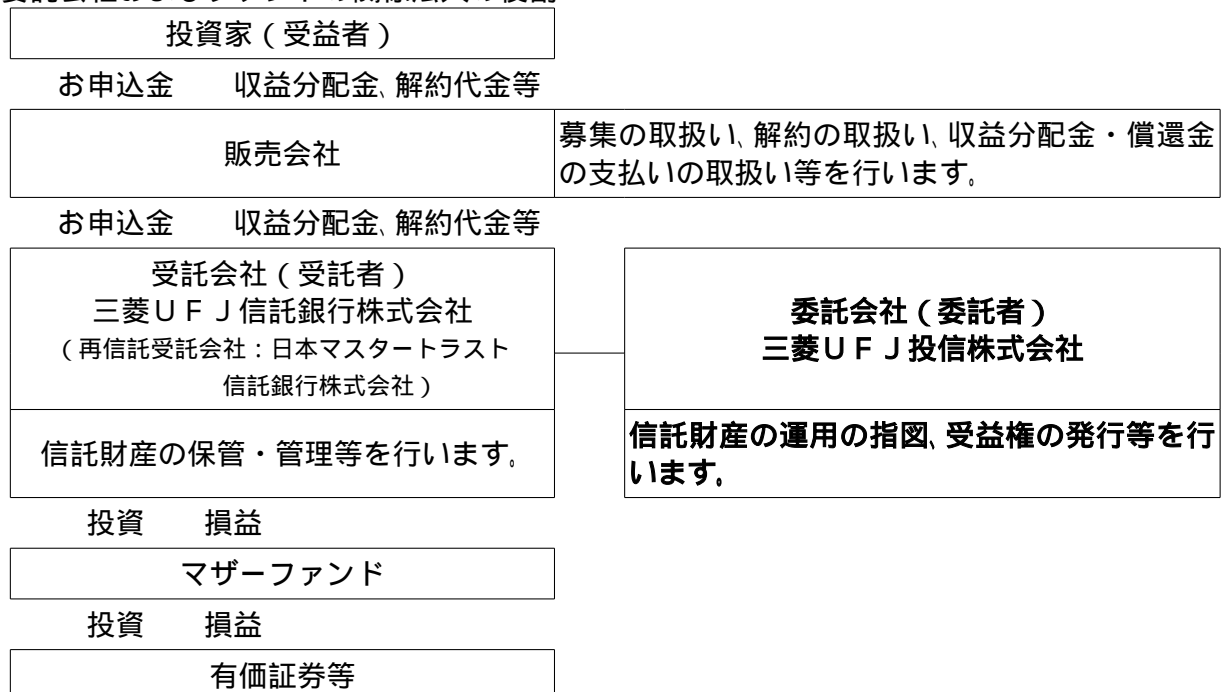 投資家（受益者）
お申込金　収益分配金、解約代金等
販売会社
募集の取扱い、解約の取扱い、収益分配金・償還金
の支払いの取扱い等を行います。
お申込金　収益分配金、解約代金等
受託会社（受託者）
三菱ＵＦＪ信託銀行株式会社
（再信託受託会社：日本マスタートラスト
信託銀行株式会社）
委託会社（委託者）
三菱ＵＦＪ投信株式会社
信託財産の保管・管理等を行います。
信託財産の運用の指図、受益権の発行等を行
います。
投資　損益
マザーファンド
投資　損益
有価証券等